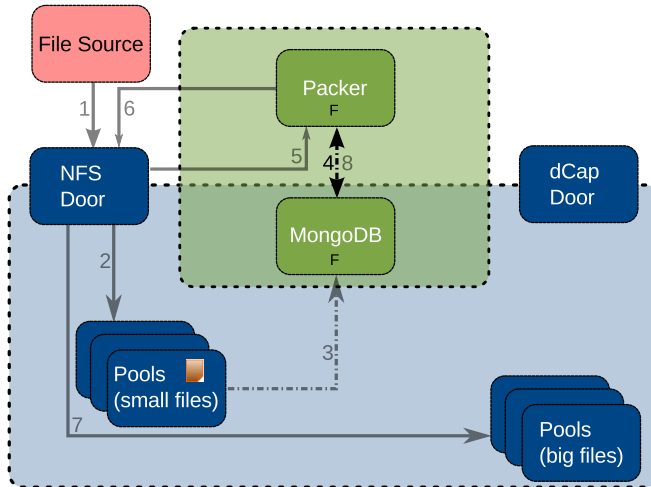 File Source
Packer
F
1
6
5
4
8
NFS
Door
dCap
Door
MongoDB
F
2
3
Pools
(small files)
7
Pools
(big files)